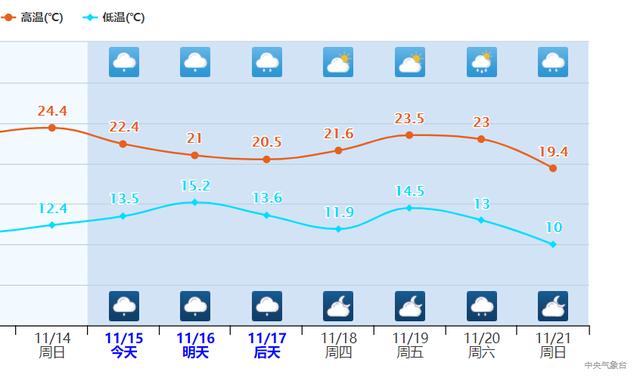 高温(℃) 低温(℃)
24.4 22.4 21 20.5 21.6 23.5 23 19.4
12.4 13.5 15.2 13.6 11.9 14.5 13 10
11/14 11/15 11/16 11/17 11/18 11/19 11/20 11/21
周日 今天 明天 后天 周四 周五 周六 周日
中央气象台